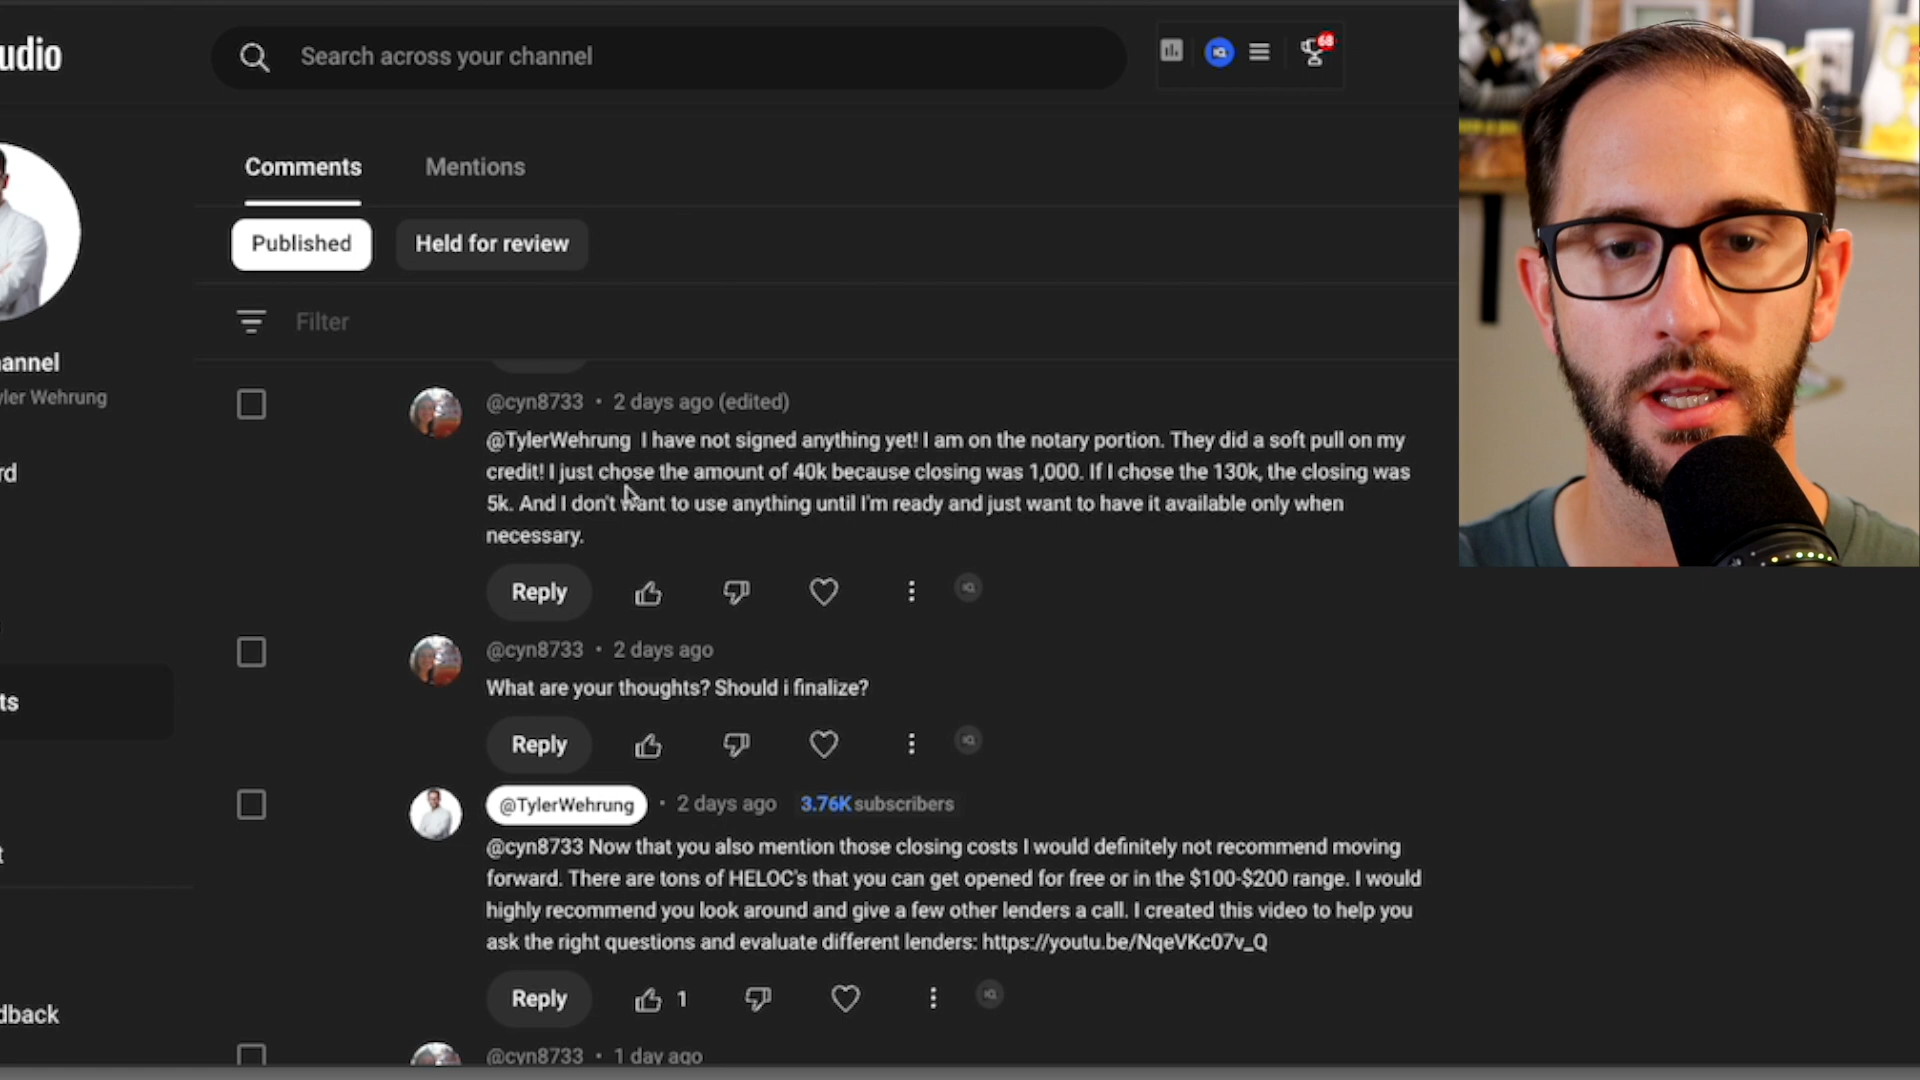 udio
Search across your channel
68
Comments
Mentions
Published
Held for review
Filter
annel
yler Wehrung
rd
ts
t
dback
@cyn8733 • 2 days ago (edited)
@TylerWehrung I have not signed anything yet! I am on the notary portion. They did a soft pull on my
credit! I just chose the amount of 40k because closing was 1,000. If I chose the 130k, the closing was
5k. And I don't want to use anything until I'm ready and just want to have it available only when
necessary.
Reply
@cyn8733 • 2 days ago
What are your thoughts? Should i finalize?
Reply
@TylerWehrung • 2 days ago 3.76K subscribers
@cyn8733 Now that you also mention those closing costs I would definitely not recommend moving
forward. There are tons of HELOC's that you can get opened for free or in the $100-$200 range. I would
highly recommend you look around and give a few other lenders a call. I created this video to help you
ask the right questions and evaluate different lenders: https://youtu.be/NqeVKc07v_Q
Reply
1
@cyn8733 • 1 day ago